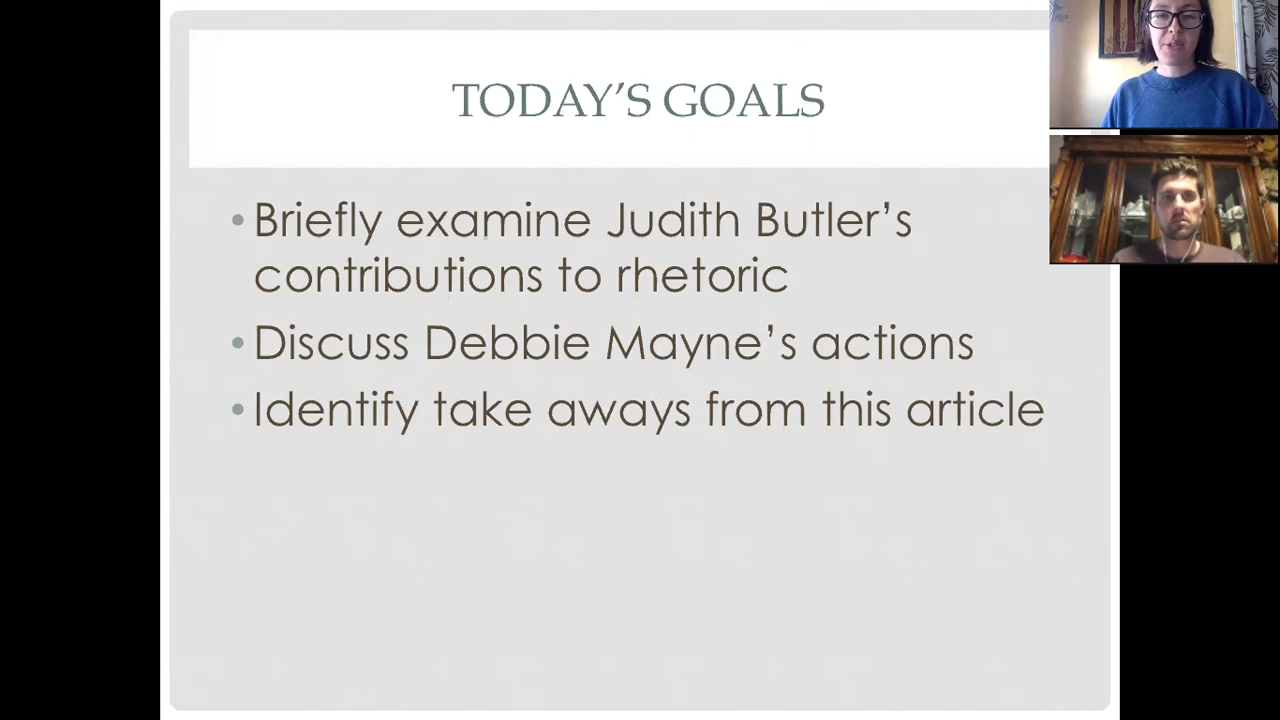 TODAY’S GOALS
• Briefly examine Judith Butler’s
contributions to rhetoric
• Discuss Debbie Mayne’s actions
• Identify take aways from this article